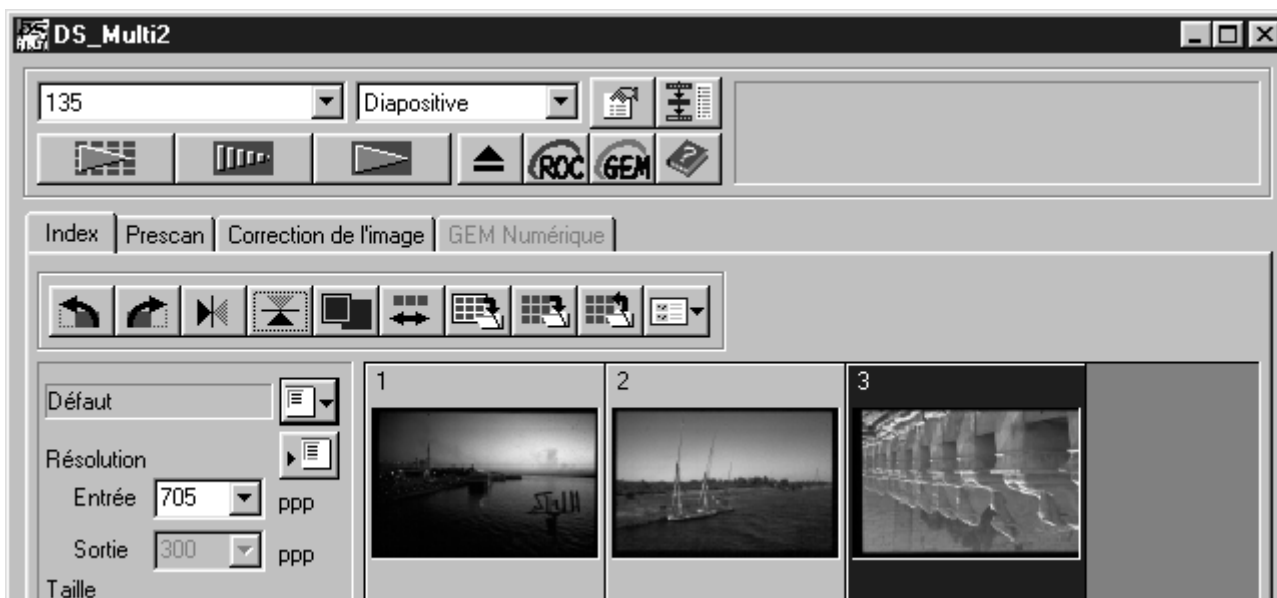 DS_Multi2
135 Diapositive
ROC GEM ?
Index Prescan Correction de l'image GEM Numérique
1 2 3
Défaut
Résolution
Entrée 705 ppp
Sortie 300 ppp
Taille